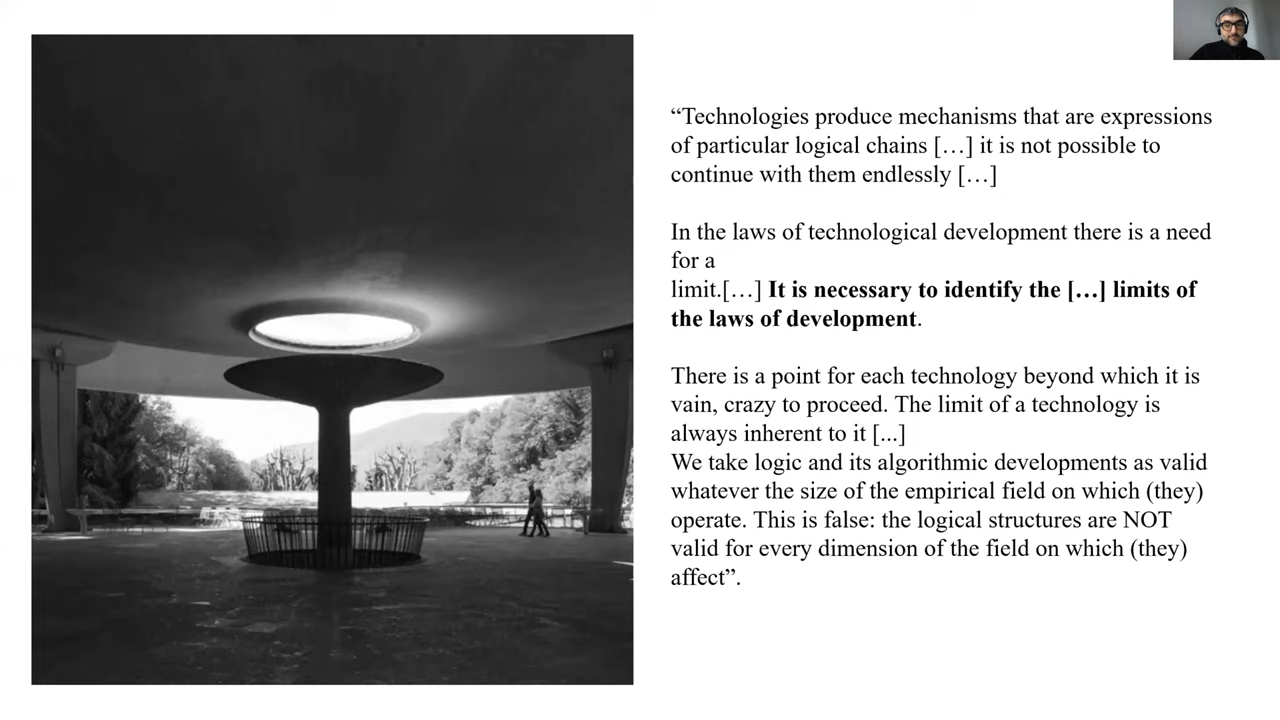 “Technologies produce mechanisms that are expressions
of particular logical chains […] it is not possible to
continue with them endlessly […]
In the laws of technological development there is a need
for a
limit.[…] It is necessary to identify the […] limits of
the laws of development.
There is a point for each technology beyond which it is
vain, crazy to proceed. The limit of a technology is
always inherent to it [...]
We take logic and its algorithmic developments as valid
whatever the size of the empirical field on which (they)
operate. This is false: the logical structures are NOT
valid for every dimension of the field on which (they)
affect”.